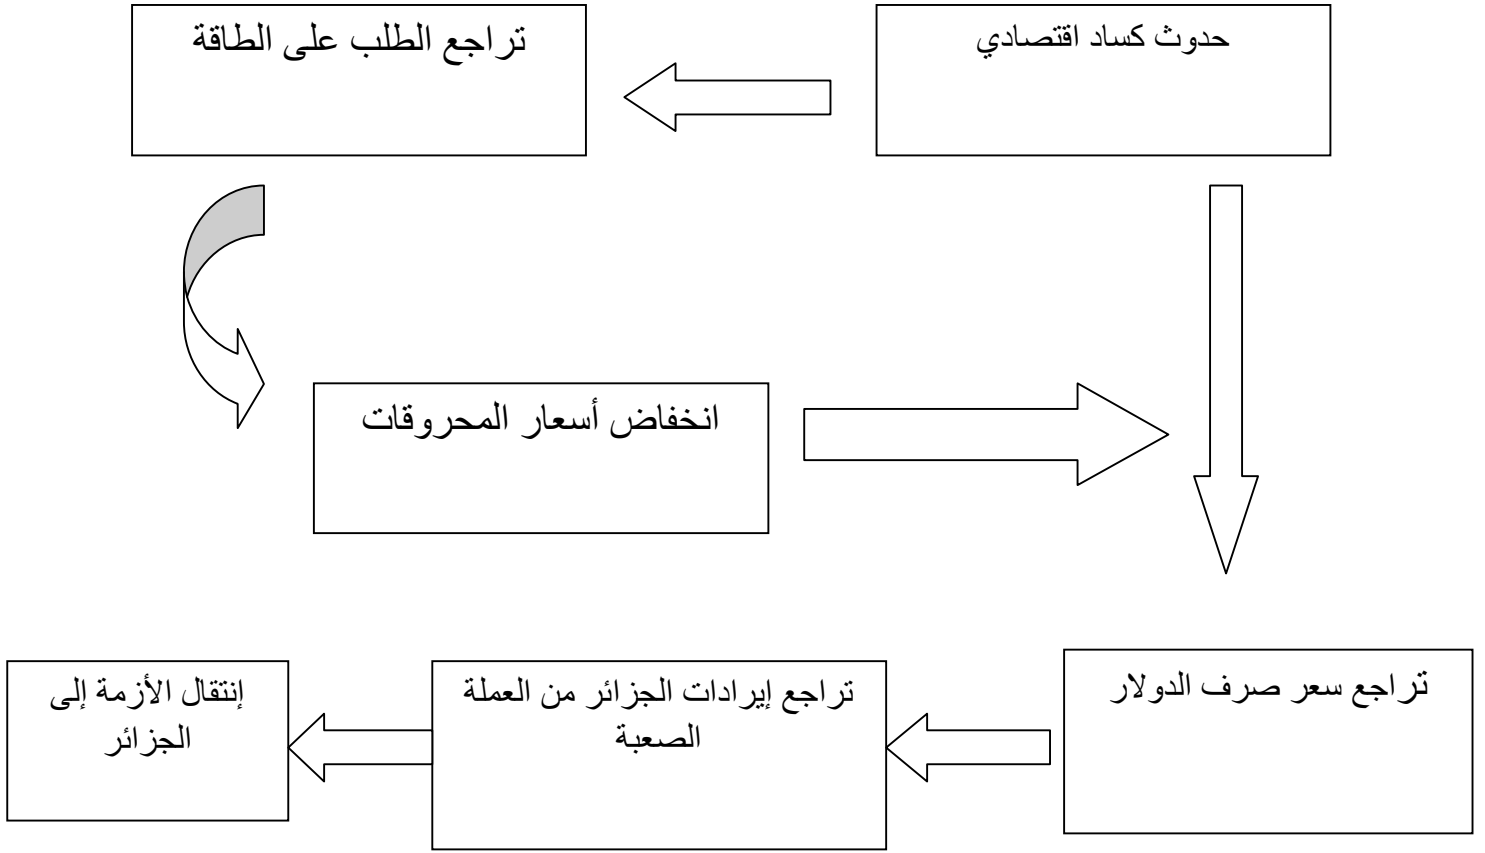 حدوث كساد اقتصادي
تراجع الطلب على الطاقة
انخفاض أسعار المحروقات
تراجع سعر صرف الدولار
تراجع إيرادات الجزائر من العملة
الصعبة
إنتقال الأزمة إلى
الجزائر